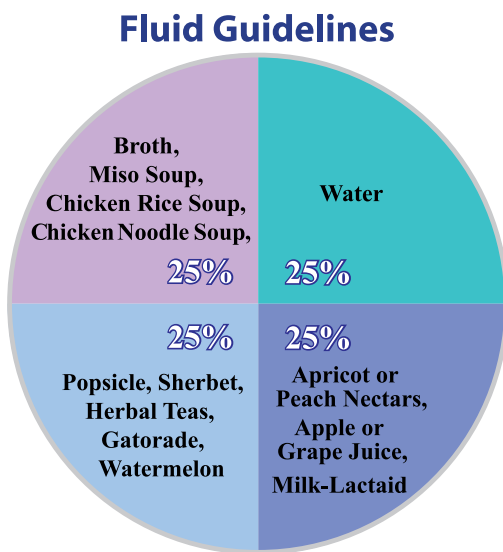 Fluid Guidelines
Broth,
Miso Soup,
Chicken Rice Soup,
Chicken Noodle Soup,
25%
Water
25%
25%
Popsicle, Sherbet,
Herbal Teas,
Gatorade,
Watermelon
25%
Apricot or
Peach Nectars,
Apple or
Grape Juice,
Milk-Lactaid